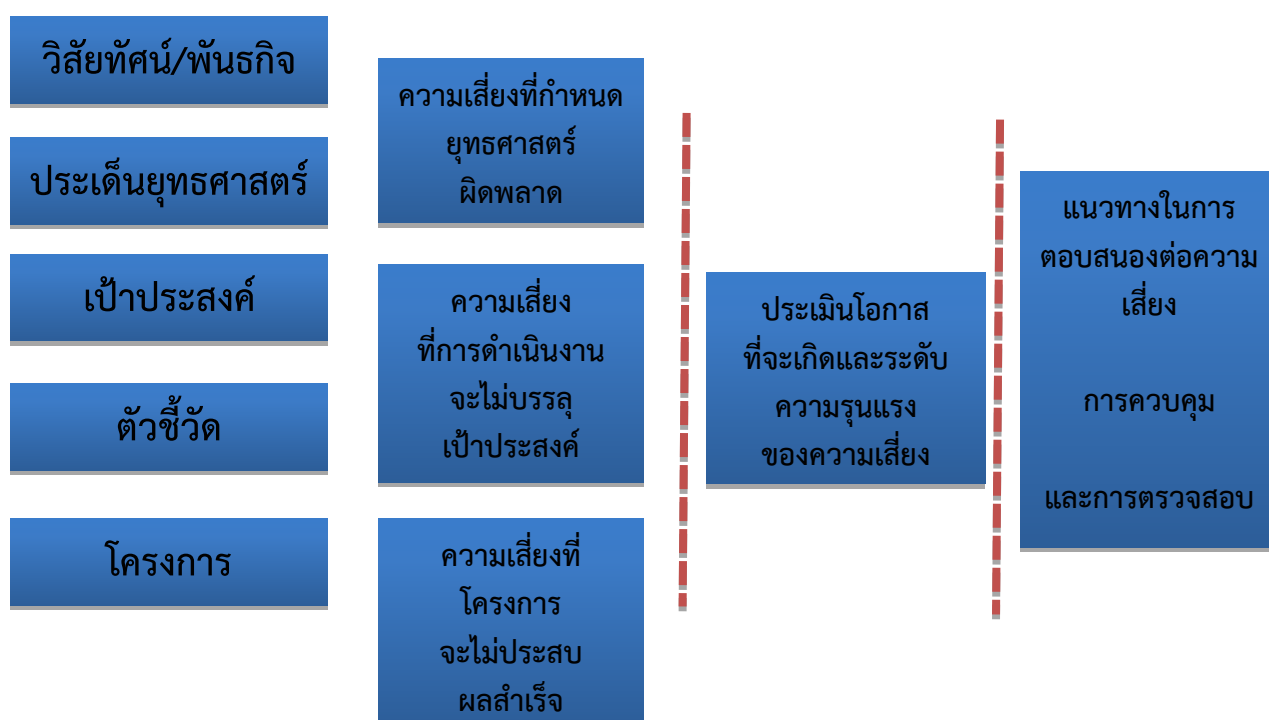 วิสัยทัศน์/พันธกิจ
ประเด็นยุทธศาสตร์
เป้าประสงค์
ตัวชี้วัด
โครงการ
ความเสี่ยงที่กำหนด
ยุทธศาสตร์
ผิดพลาด
ความเสี่ยง
ที่การดำเนินงาน
จะไม่บรรลุ
เป้าประสงค์
ความเสี่ยงที่
โครงการ
จะไม่ประสบ
ผลสำเร็จ
ประเมินโอกาส
ที่จะเกิดและระดับ
ความรุนแรง
ของความเสี่ยง
แนวทางในการ
ตอบสนองต่อความ
เสี่ยง
การควบคุม
และการตรวจสอบ